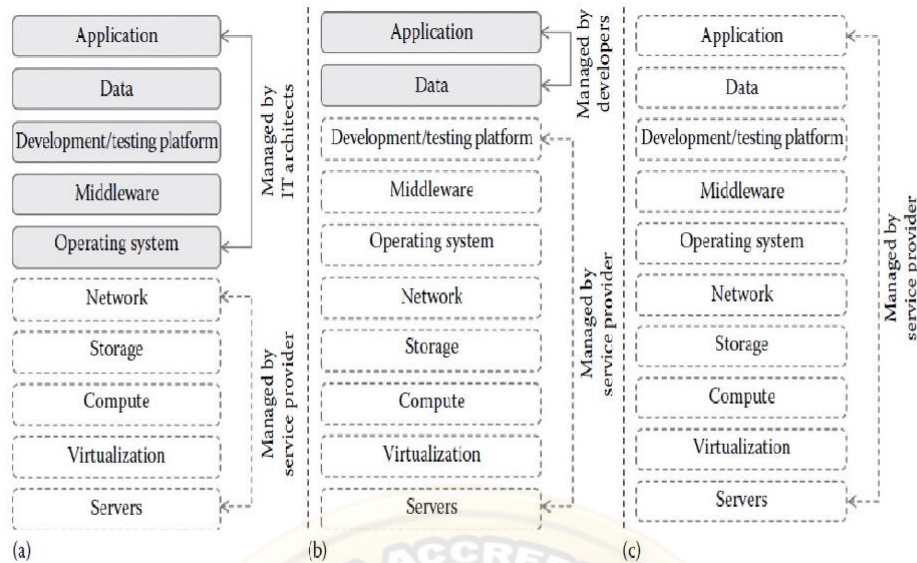 Application
Data
Development/testing platform
Middleware
Operating system
Network
Storage
Compute
Virtualization
Servers
Managed by
IT architects
Managed by
service provider
(a)
Application
Data
Development/testing platform
Middleware
Operating system
Network
Storage
Compute
Virtualization
Servers
Managed by
developers
Managed by
service provider
(b)
Application
Data
Development/testing platform
Middleware
Operating system
Network
Storage
Compute
Virtualization
Servers
Managed by
service provider
(c)